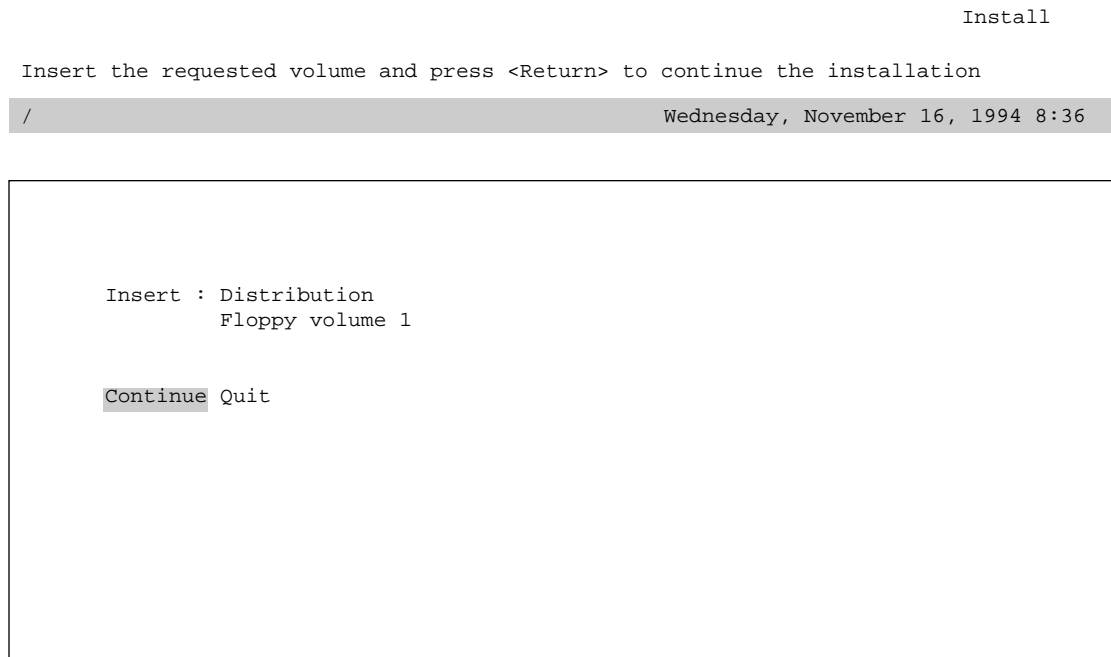 Install
Insert the requested volume and press <Return> to continue the installation
/ Wednesday, November 16, 1994 8:36
Insert : Distribution
Floppy volume 1
Continue Quit